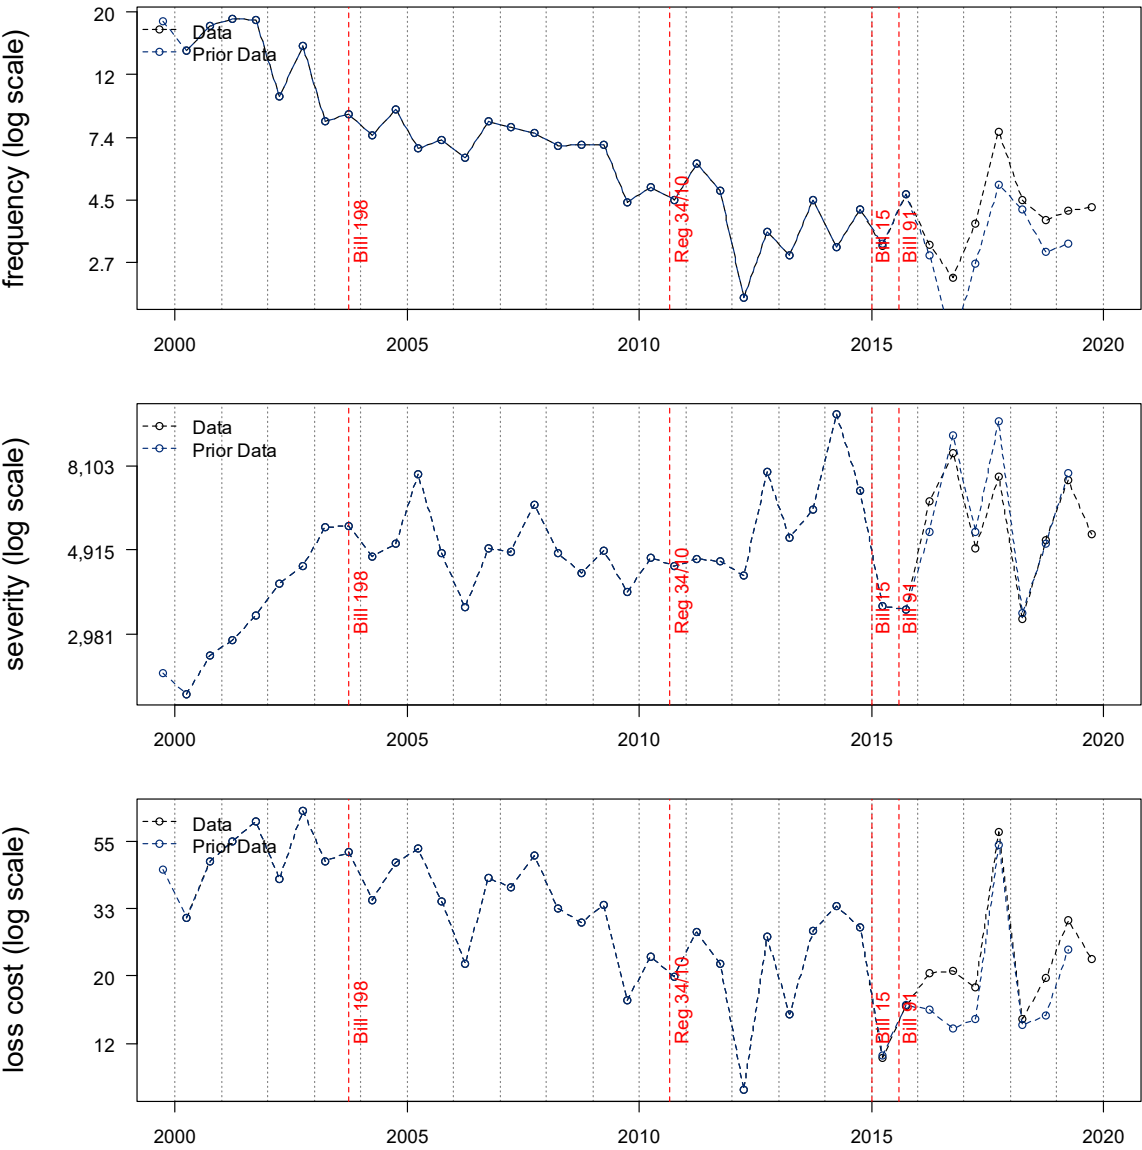 frequency (log scale)
20
12
7.4
4.5
2.7
Data
Prior Data
Bill 198
Reg.34/10
Bill 15
Bill 91
2000
2005
2010
2015
2020
severity (log scale)
8,103
4,915
2,981
Data
Prior Data
Bill 198
Reg.34/10
Bill 15
Bill 91
2000
2005
2010
2015
2020
loss cost (log scale)
55
33
20
12
Data
Prior Data
Bill 198
Reg.34/10
Bill 15
Bill 91
2000
2005
2010
2015
2020